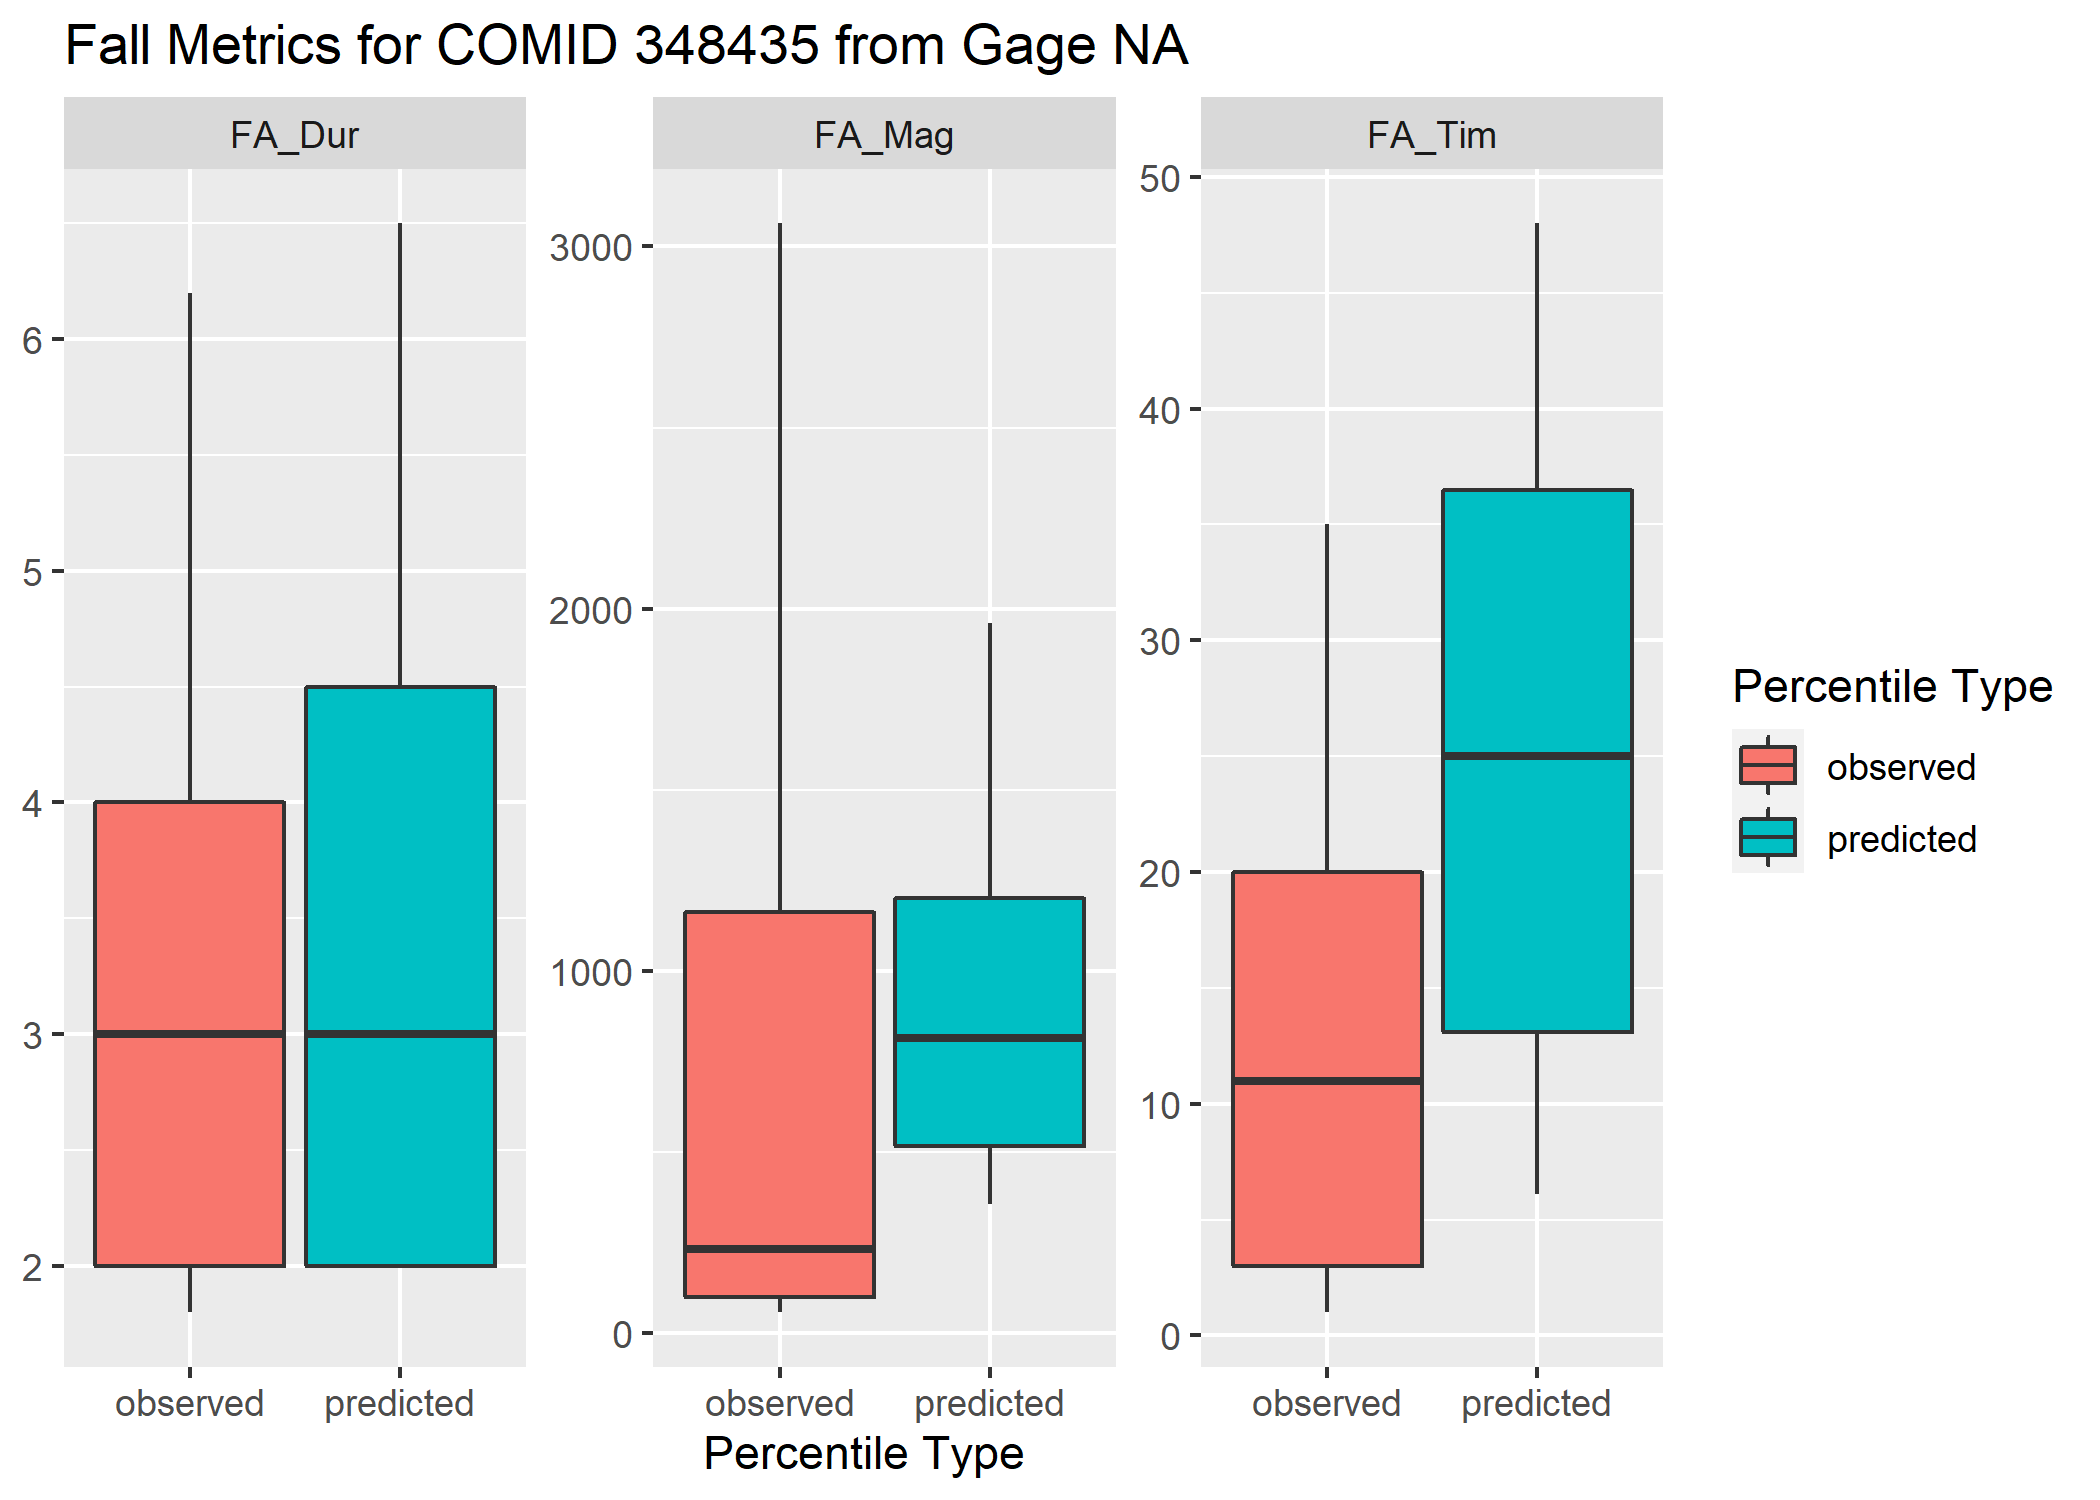 Fall Metrics for COMID 348435 from Gage NA
FA_Dur
FA_Mag
FA_Tim
6
5
4
3
2
3000
2000
1000
0
50
40
30
20
10
0
observed
predicted
observed
predicted
observed
predicted
Percentile Type
Percentile Type
observed
predicted